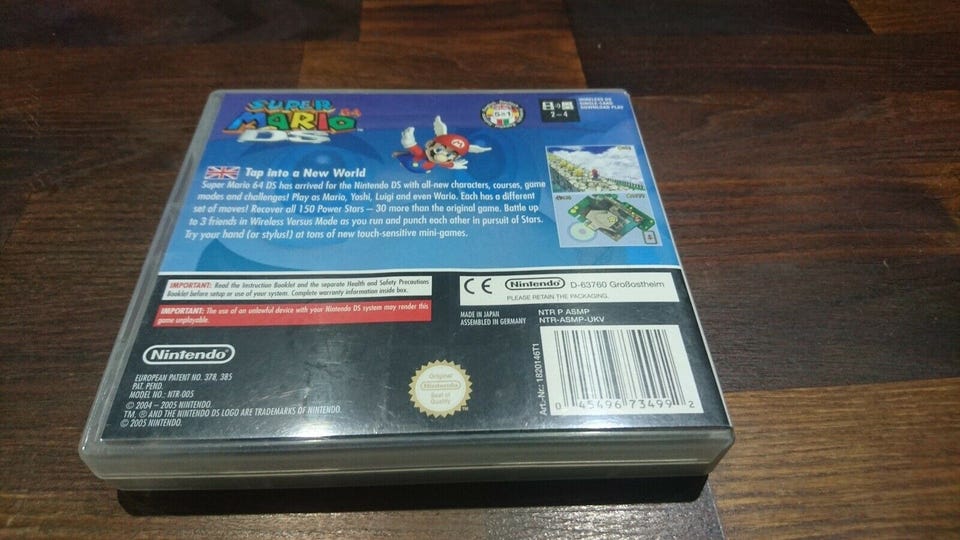 SUPER
MARIO 64
DS
TM
5in1
2-4
WIRELESS DS
SINGLE-CARD
DOWNLOAD PLAY
Tap into a New World
Super Mario 64 DS has arrived for the Nintendo DS with all-new characters, courses, game
modes and challenges! Play as Mario, Yoshi, Luigi and even Wario. Each has a different
set of moves! Recover all 150 Power Stars – 30 more than the original game. Battle up
to 3 friends in Wireless Versus Mode as you run and punch each other in pursuit of Stars.
Try your hand (or stylus!) at tons of new touch-sensitive mini-games.
IMPORTANT: Read the Instruction Booklet and the separate Health and Safety Precautions
Booklet before setup or use of your system. Complete warranty information inside box.
IMPORTANT: The use of an unlawful device with your Nintendo DS system may render this
game unplayable.
CE Nintendo® D-63760 Großostheim
PLEASE RETAIN THE PACKAGING.
MADE IN JAPAN
ASSEMBLED IN GERMANY
NTR P ASMP
NTR-ASMP-UKV
Nintendo®
EUROPEAN PATENT NO. 378, 385
PAT. PEND.
MODEL NO.: NTR-005
© 2004 – 2005 NINTENDO.
TM, ® AND THE NINTENDO DS LOGO ARE TRADEMARKS OF NINTENDO.
© 2005 NINTENDO.
Original
Nintendo
Seal of
Quality
Art.-Nr.: 1820146T1
0 45496 73499 2